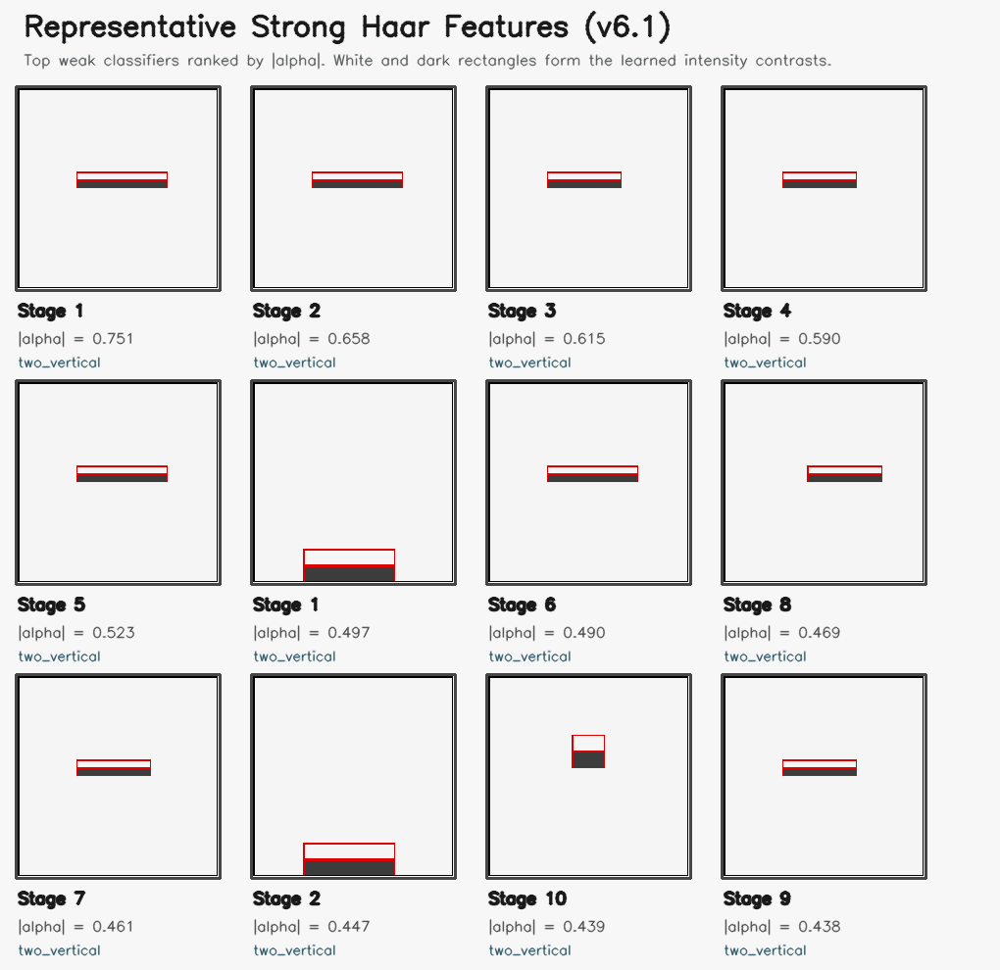 Representative Strong Haar Features (v6.1)
Top weak classifiers ranked by |alpha|. White and dark rectangles form the learned intensity contrasts.
Stage 1
|alpha| = 0.751
two_vertical
Stage 2
|alpha| = 0.658
two_vertical
Stage 3
|alpha| = 0.615
two_vertical
Stage 4
|alpha| = 0.590
two_vertical
Stage 5
|alpha| = 0.523
two_vertical
Stage 1
|alpha| = 0.497
two_vertical
Stage 6
|alpha| = 0.490
two_vertical
Stage 8
|alpha| = 0.469
two_vertical
Stage 7
|alpha| = 0.461
two_vertical
Stage 2
|alpha| = 0.447
two_vertical
Stage 10
|alpha| = 0.439
two_vertical
Stage 9
|alpha| = 0.438
two_vertical